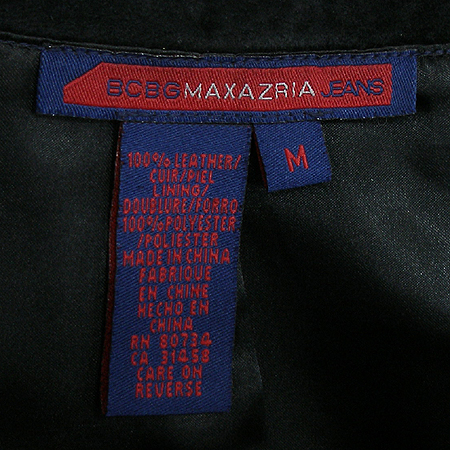 BCBGMAXAZRIA JEANS
M
100% LEATHER/
CUIR/PIEL
LINING/
DOUBLURE/FORRO
100% POLYESTER
/POLIESTER
MADE IN CHINA
FABRIQUE
EN CHINE
HECHO EN
CHINA
RN 80734
CA 31458
CARE ON
REVERSE